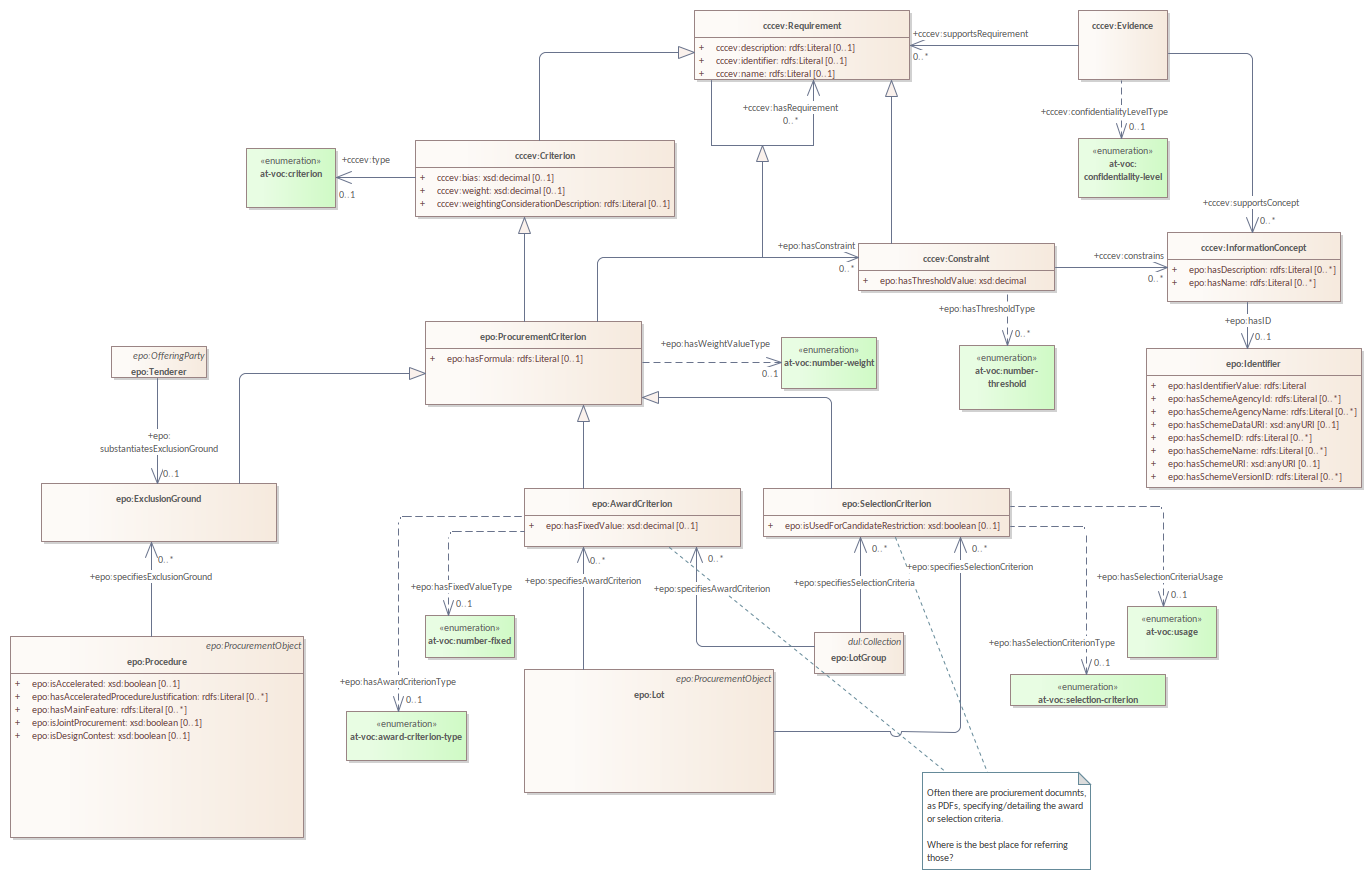 cccev:Requirement
+ cccev:description: rdfs:Literal [0..1]
+ cccev:identifier: rdfs:Literal [0..1]
+ cccev:name: rdfs:Literal [0..1]
+cccev:supportsRequirement
0..*
cccev:Evidence
+cccev:hasRequirement
0..*
+cccev:confidentialityLevelType
0..1
«enumeration»
at-voc:
confidentiality-level
«enumeration»
at-voc:criterion
+cccev:type
0..1
cccev:Criterion
+ cccev:bias: xsd:decimal [0..1]
+ cccev:weight: xsd:decimal [0..1]
+ cccev:weightingConsiderationDescription: rdfs:Literal [0..1]
+cccev:supportsConcept
0..*
+epo:hasConstraint
0..*
cccev:Constraint
+ epo:hasThresholdValue: xsd:decimal
+cccev:constrains
0..*
cccev:InformationConcept
+ epo:hasDescription: rdfs:Literal [0..*]
+ epo:hasName: rdfs:Literal [0..*]
+epo:hasThresholdType
0..*
+epo:hasID
0..1
epo:ProcurementCriterion
+ epo:hasFormula: rdfs:Literal [0..1]
+epo:hasWeightValueType
0..1
«enumeration»
at-voc:number-weight
«enumeration»
at-voc:number-
threshold
epo:Identifier
+ epo:hasIdentifierValue: rdfs:Literal
+ epo:hasSchemeAgencyId: rdfs:Literal [0..*]
+ epo:hasSchemeAgencyName: rdfs:Literal [0..*]
+ epo:hasSchemeDataURI: xsd:anyURI [0..1]
+ epo:hasSchemeID: rdfs:Literal [0..*]
+ epo:hasSchemeName: rdfs:Literal [0..*]
+ epo:hasSchemeURI: xsd:anyURI [0..1]
+ epo:hasSchemeVersionID: rdfs:Literal [0..*]
epo:OfferingParty
epo:Tenderer
+epo:
substantiatesExclusionGround
0..1
epo:ExclusionGround
0..*
+epo:specifiesExclusionGround
epo:AwardCriterion
+ epo:hasFixedValue: xsd:decimal [0..1]
epo:SelectionCriterion
+ epo:isUsedForCandidateRestriction: xsd:boolean [0..1]
+epo:hasFixedValueType
0..1
«enumeration»
at-voc:number-fixed
0..*
+epo:specifiesAwardCriterion
0..*
+epo:specifiesAwardCriterion
0..*
+epo:specifiesSelectionCriteria
0..*
+epo:specifiesSelectionCriterion
+epo:hasSelectionCriteriaUsage
0..1
«enumeration»
at-voc:usage
+epo:hasSelectionCriterionType
0..1
«enumeration»
at-voc:selection-criterion
dul:Collection
epo:LotGroup
epo:ProcurementObject
epo:Procedure
+ epo:isAccelerated: xsd:boolean [0..1]
+ epo:hasAcceleratedProcedureJustification: rdfs:Literal [0..*]
+ epo:hasMainFeature: rdfs:Literal [0..*]
+ epo:isJointProcurement: xsd:boolean [0..1]
+ epo:isDesignContest: xsd:boolean [0..1]
+epo:hasAwardCriterionType
0..1
«enumeration»
at-voc:award-criterion-type
epo:ProcurementObject
epo:Lot
Often there are prociurement documnts,
as PDFs, specifying/detailing the award
or selection criteria.
Where is the best place for referring
those?